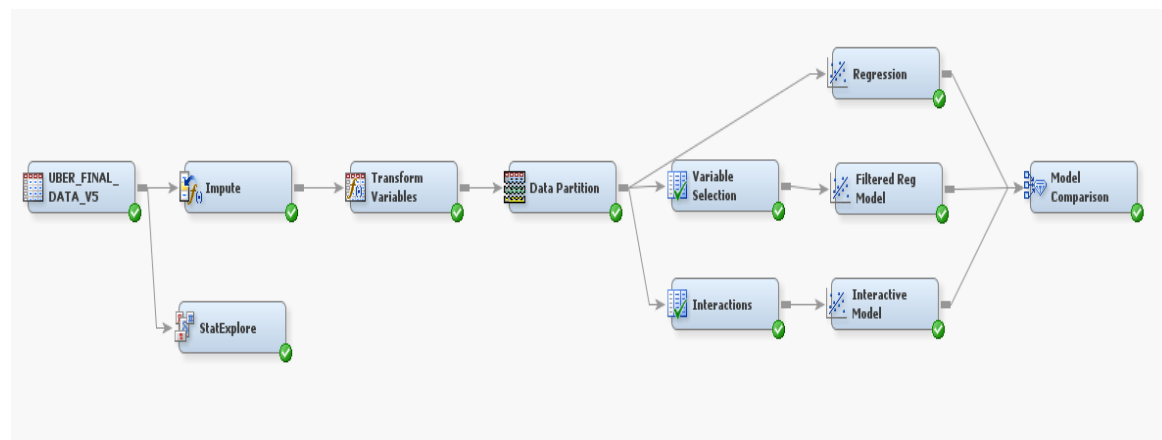 UBER_FINAL_
DATA_V5
Impute
Transform
Variables
Data Partition
Regression
Variable
Selection
Filtered Reg
Model
Model
Comparison
Interactions
Interactive
Model
StatExplore